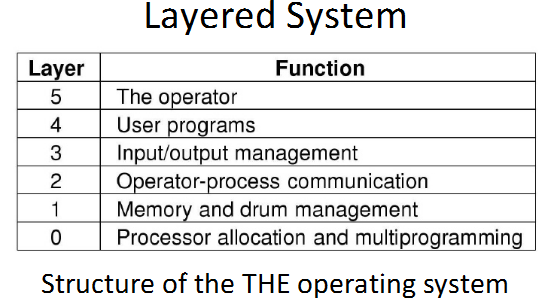 Layered System
Layer Function
5 The operator
4 User programs
3 Input/output management
2 Operator-process communication
1 Memory and drum management
0 Processor allocation and multiprogramming
Structure of the THE operating system